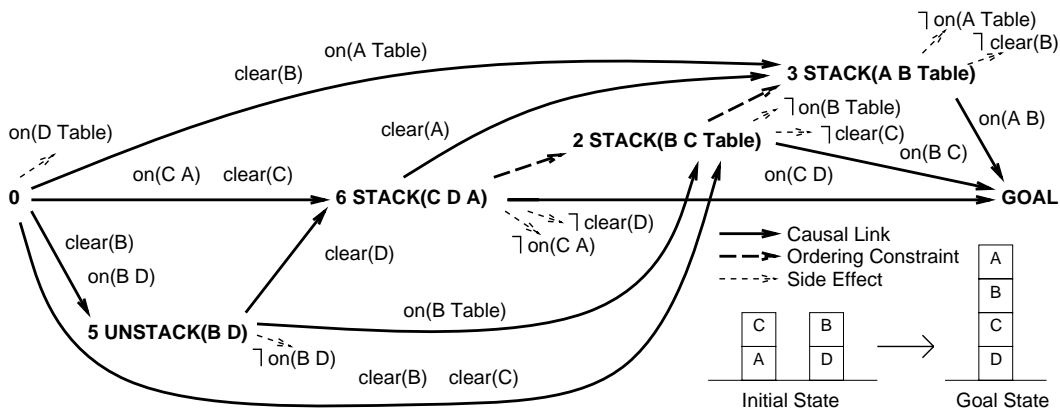 ¬on(A Table)
on(A Table)
¬clear(B)
clear(B)
3 STACK(A B Table)
¬on(B Table)
on(D Table)
clear(A)
on(A B)
2 STACK(B C Table)
¬clear(C)
on(B C)
on(C A) clear(C)
on(C D)
0
6 STACK(C D A)
GOAL
¬clear(D)
¬on(C A)
clear(B)
clear(D)
on(B D)
Causal Link
Ordering Constraint
Side Effect
on(B Table)
5 UNSTACK(B D)
¬on(B D)
clear(B) clear(C)
C B
A D
A
B
C
D
Initial State
Goal State